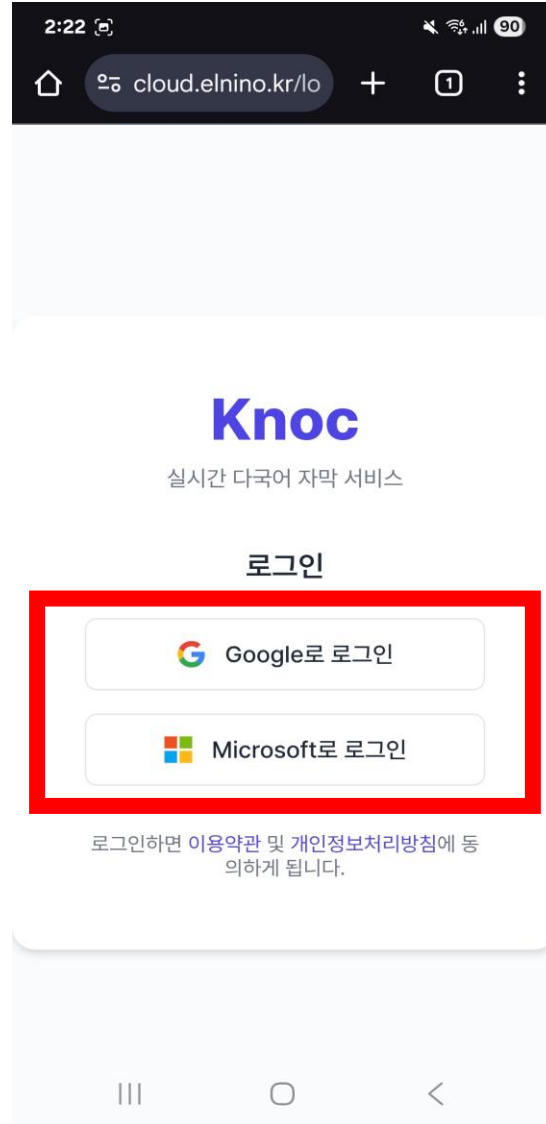 2:22
90
cloud.elnino.kr/lo
1
Knoc
실시간 다국어 자막 서비스
로그인
Google로 로그인
Microsoft로 로그인
로그인하면 이용약관 및 개인정보처리방침에 동
의하게 됩니다.